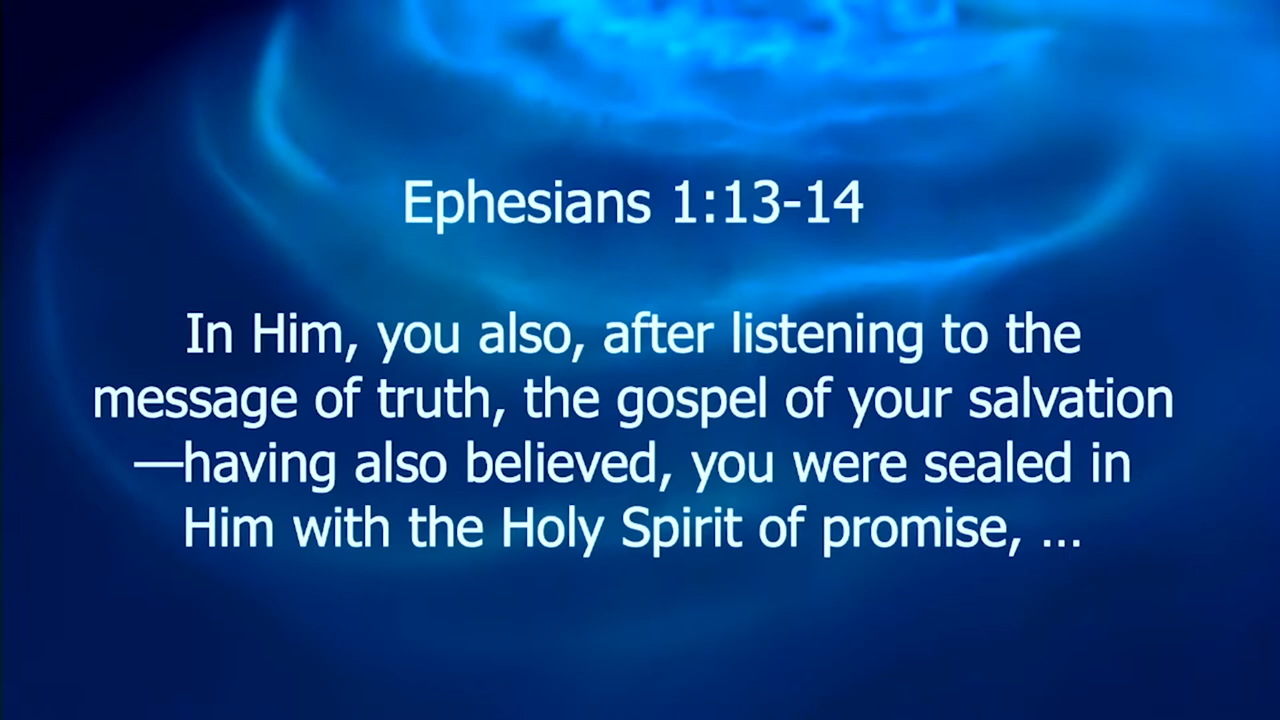 Ephesians 1:13-14
In Him, you also, after listening to the
message of truth, the gospel of your salvation
—having also believed, you were sealed in
Him with the Holy Spirit of promise, ...